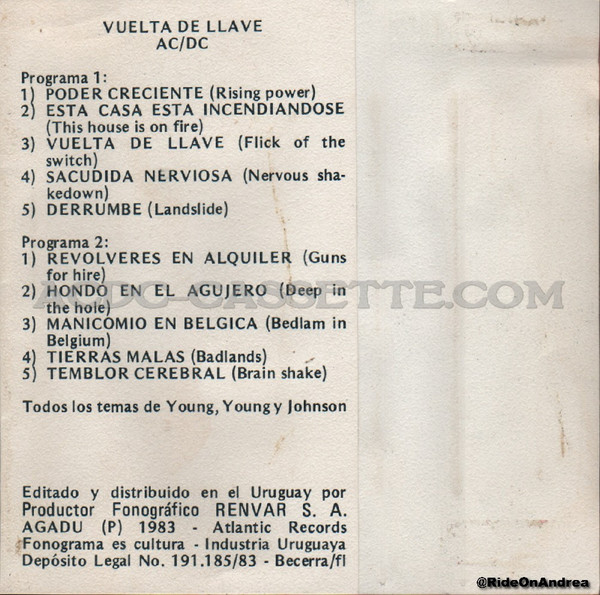 VUELTA DE LLAVE
AC/DC
Programa 1:
1) PODER CRECIENTE (Rising power)
2) ESTA CASA ESTA INCENDIANDOSE
(This house is on fire)
3) VUELTA DE LLAVE (Flick of the
switch)
4) SACUDIDA NERVIOSA (Nervous sha-
kedown)
5) DERRUMBE (Landslide)
Programa 2:
1) REVOLVERES EN ALQUILER (Guns
for hire)
2) HONDO EN EL AGUJERO (Deep in
the hole)
ACDC-CASSETTE.COM
3) MANICOMIO EN BELGICA (Bedlam in
Belgium)
4) TIERRAS MALAS (Badlands)
5) TEMBLOR CEREBRAL (Brain shake)
Todos los temas de Young, Young y Johnson
Editado y distribuido en el Uruguay por
Productor Fonográfico RENVAR S. A.
AGADU (P) 1983 - Atlantic Records
Fonograma es cultura - Industria Uruguaya
Depósito Legal No. 191.185/83 - Becerra/fl
@RideOnAndrea